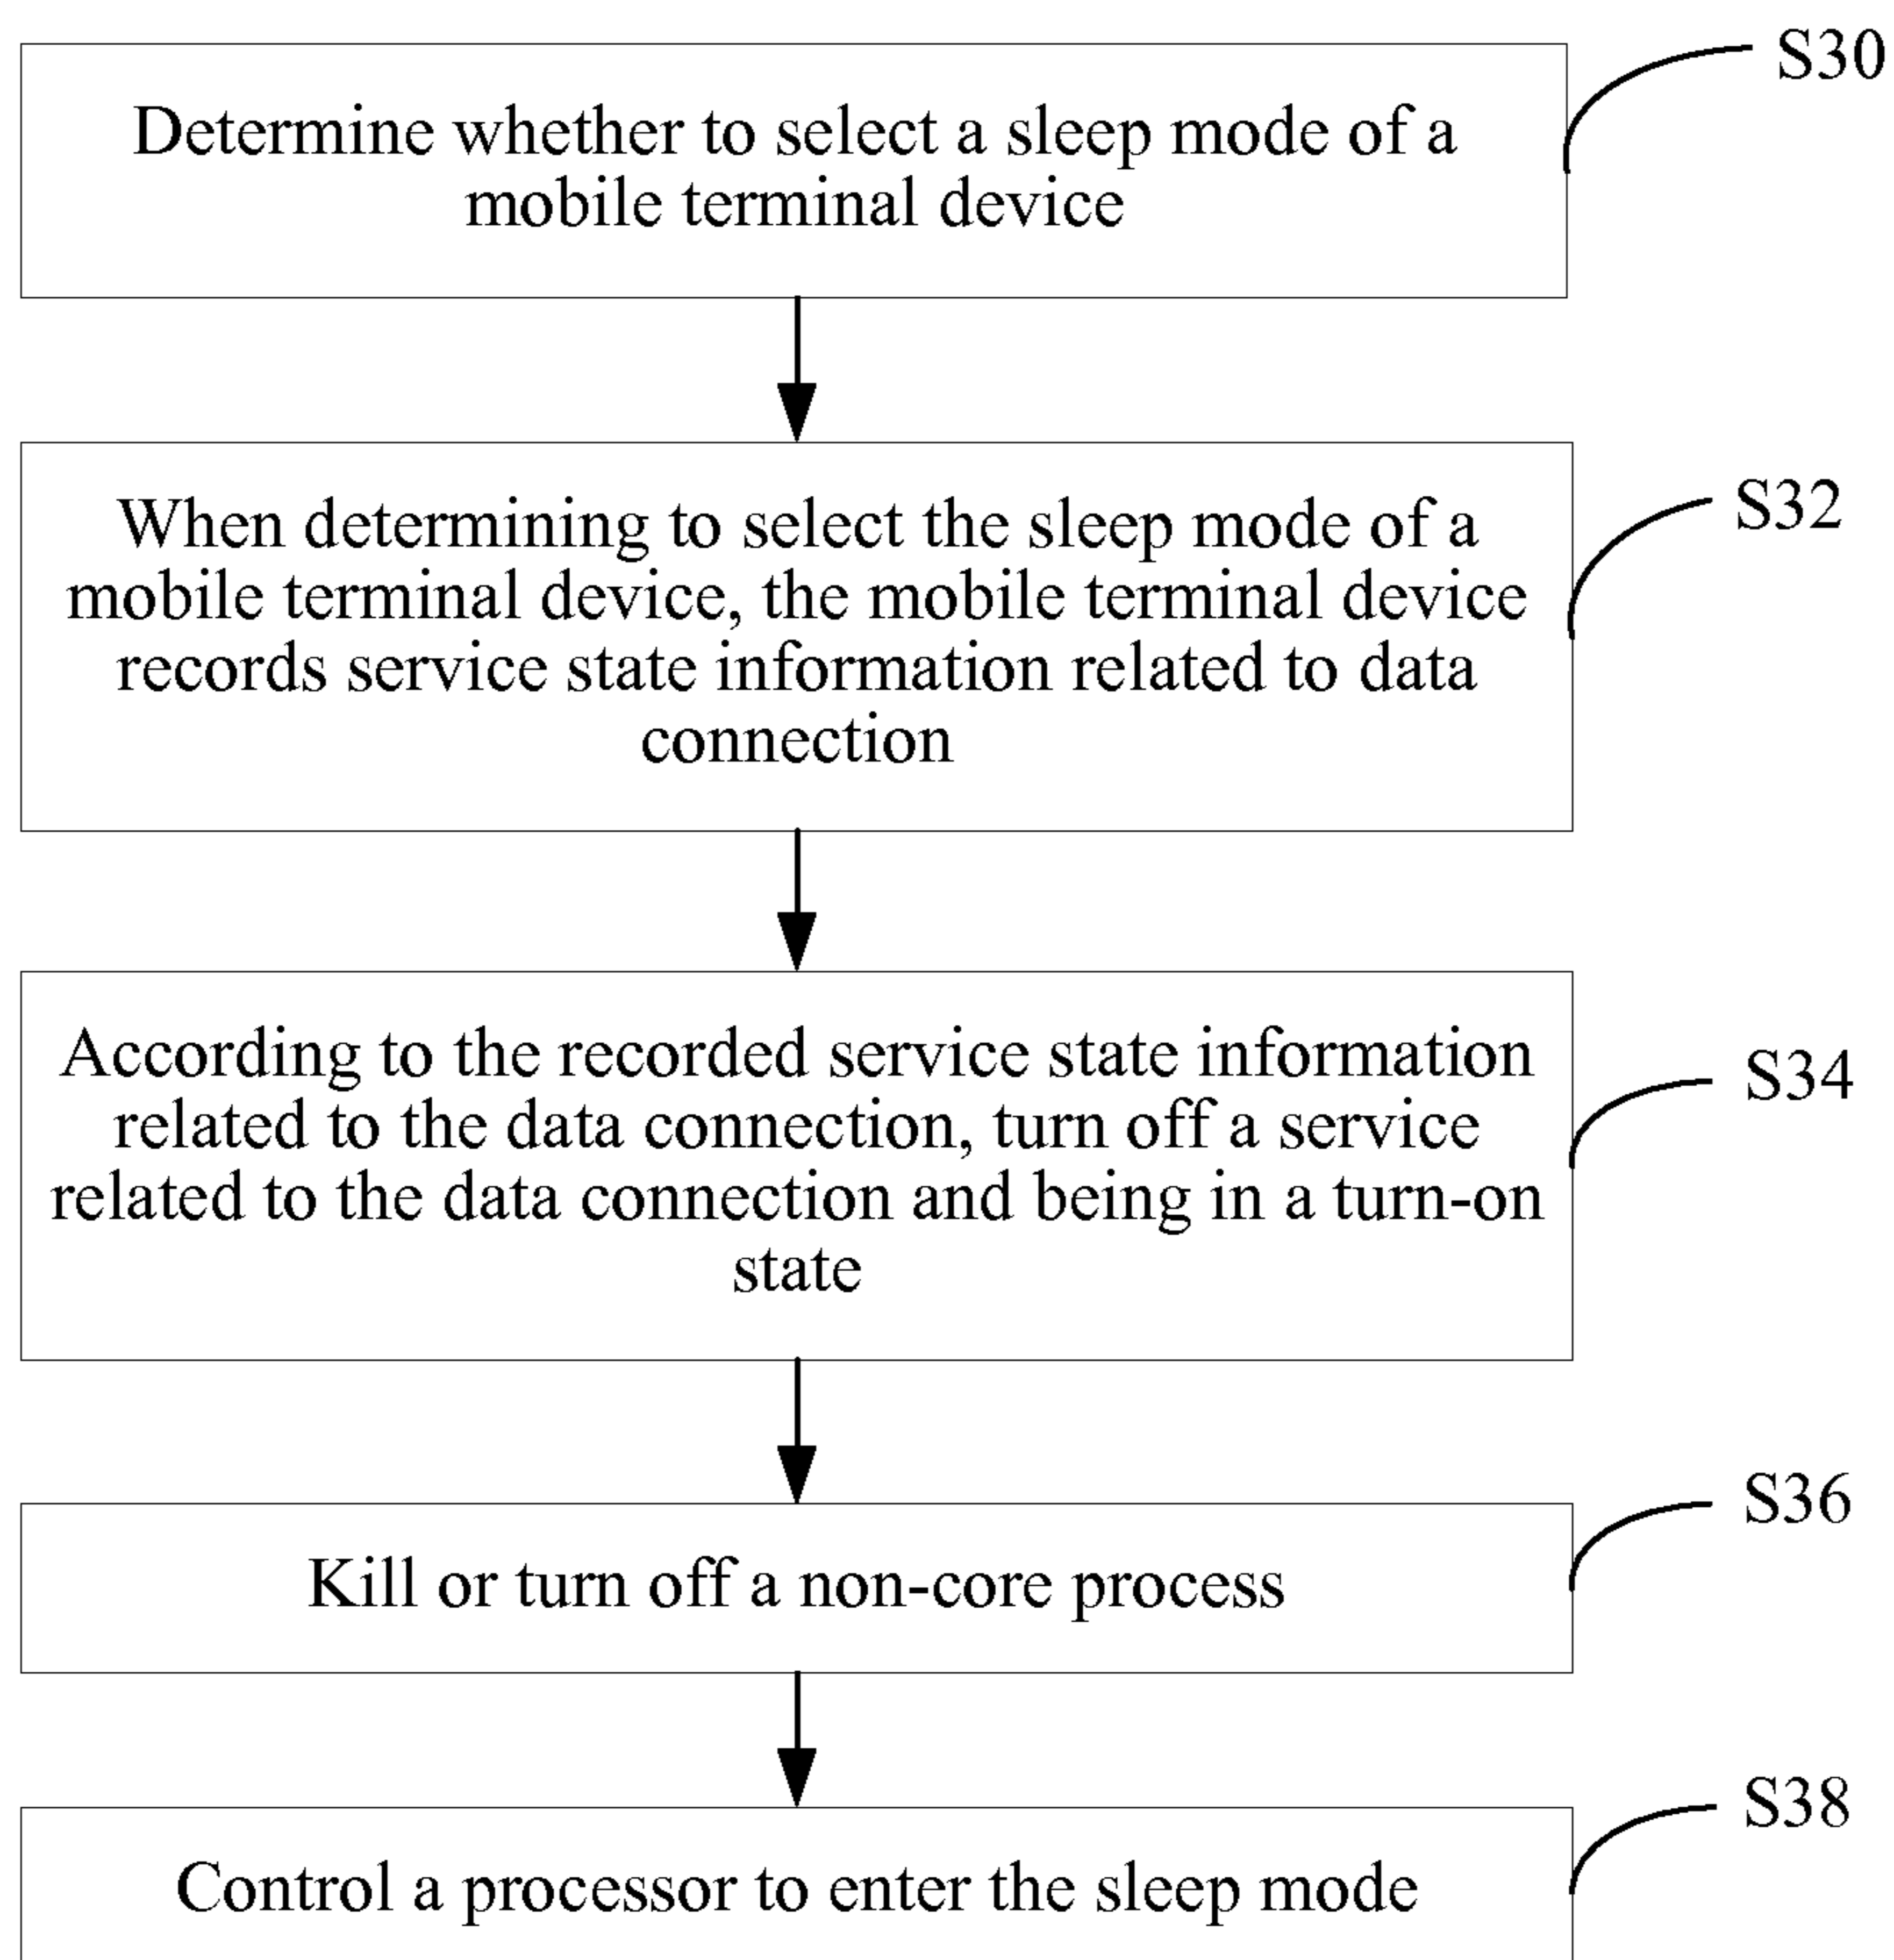 S30
Determine whether to select a sleep mode of a
mobile terminal device
S32
When determining to select the sleep mode of a
mobile terminal device, the mobile terminal device
records service state information related to data
connection
S34
According to the recorded service state information
related to the data connection, turn off a service
related to the data connection and being in a turn-on
state
S36
Kill or turn off a non-core process
S38
Control a processor to enter the sleep mode